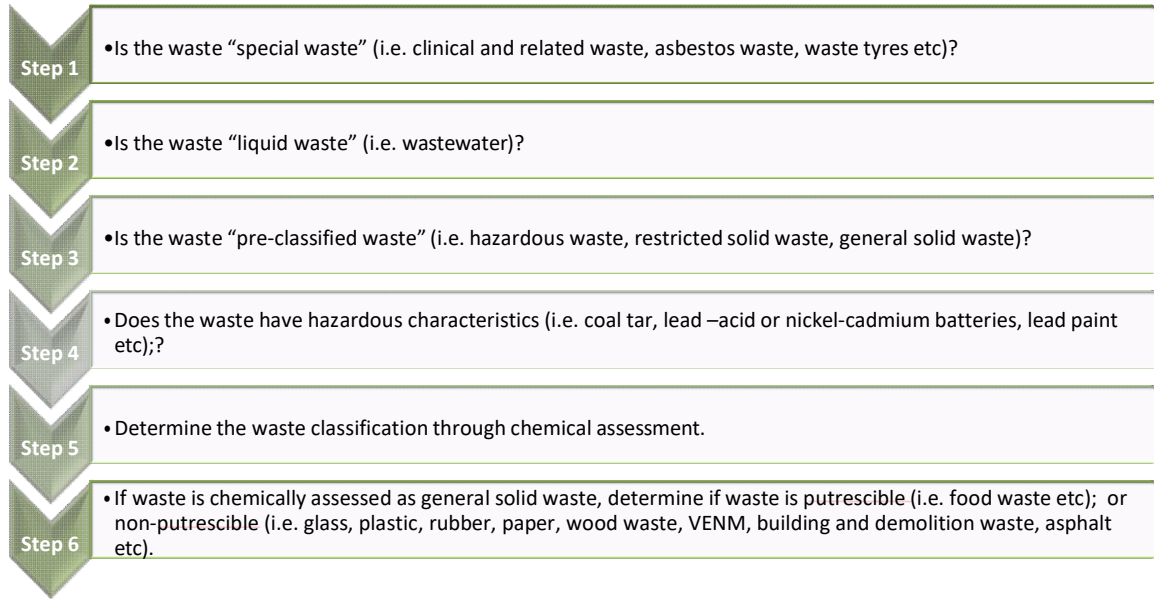 Step 1
•Is the waste “special waste” (i.e. clinical and related waste, asbestos waste, waste tyres etc)?
Step 2
•Is the waste “liquid waste” (i.e. wastewater)?
Step 3
•Is the waste “pre-classified waste” (i.e. hazardous waste, restricted solid waste, general solid waste)?
Step 4
• Does the waste have hazardous characteristics (i.e. coal tar, lead –acid or nickel-cadmium batteries, lead paint
etc);?
Step 5
• Determine the waste classification through chemical assessment.
Step 6
• If waste is chemically assessed as general solid waste, determine if waste is putrescible (i.e. food waste etc); or
non-putrescible (i.e. glass, plastic, rubber, paper, wood waste, VENM, building and demolition waste, asphalt
etc).